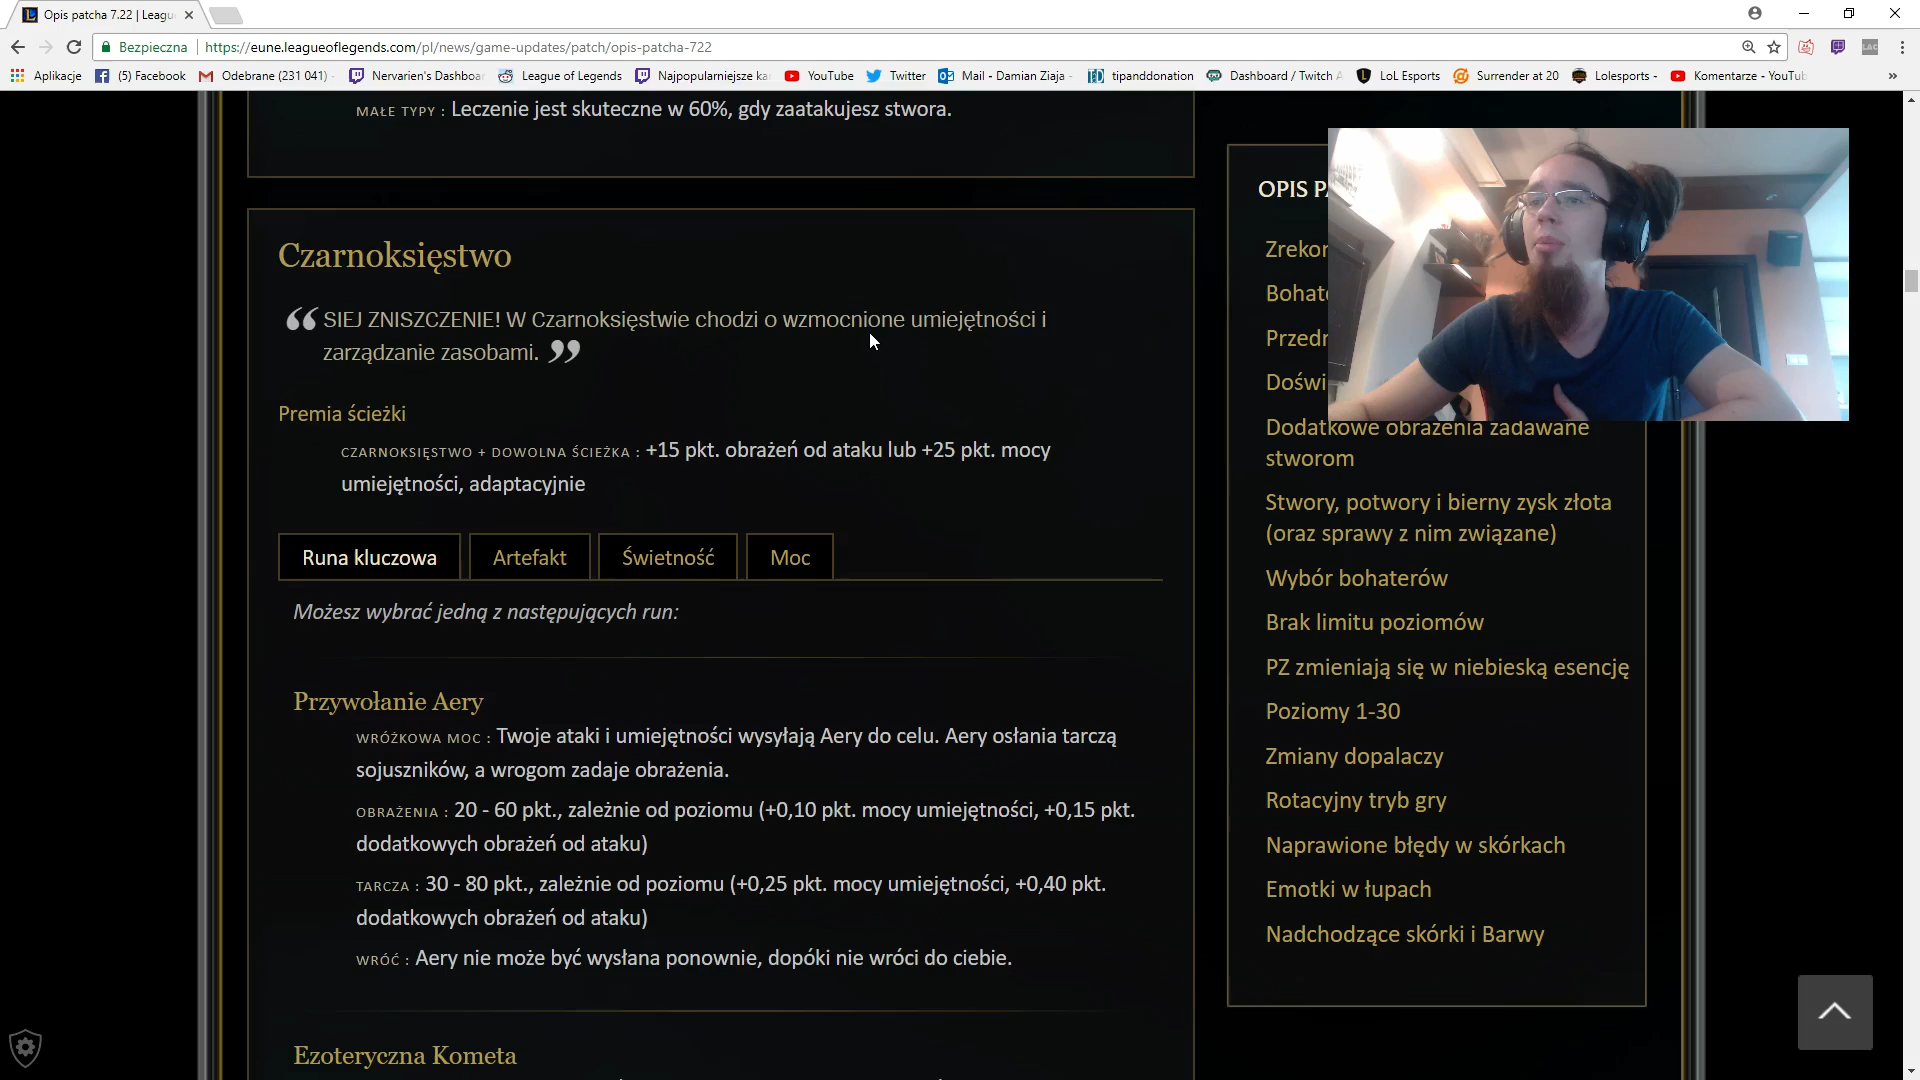 Opis patcha 7.22 | Leagu
Bezpieczna
https://eune.leagueoflegends.com/pl/news/game-updates/patch/opis-patcha-722
Aplikacje
(5) Facebook
Odebrane (231 041) -
Nervarien's Dashboa
League of Legends
Najpopularniejsze ka
YouTube
Twitter
Mail - Damian Ziaja -
tipanddonation
Dashboard / Twitch A
LoL Esports
Surrender at 20
Lolesports -
Komentarze - YouTub
»
MAŁE TYPY : Leczenie jest skuteczne w 60%, gdy zaatakujesz stwora.
Czarnoksięstwo
“ SIEJ ZNISZCZENIE! W Czarnoksięstwie chodzi o wzmocnione umiejętności i
zarządzanie zasobami. ”
Premia ścieżki
CZARNOKSIĘSTWO + DOWOLNA ŚCIEŻKA : +15 pkt. obrażeń od ataku lub +25 pkt. mocy
umiejętności, adaptacyjnie
Runa kluczowa
Artefakt
Świetność
Moc
Możesz wybrać jedną z następujących run:
Przywołanie Aery
WRÓŻKOWA MOC : Twoje ataki i umiejętności wysyłają Aery do celu. Aery osłania tarczą
sojuszników, a wrogom zadaje obrażenia.
OBRAŻENIA : 20 - 60 pkt., zależnie od poziomu (+0,10 pkt. mocy umiejętności, +0,15 pkt.
dodatkowych obrażeń od ataku)
TARCZA : 30 - 80 pkt., zależnie od poziomu (+0,25 pkt. mocy umiejętności, +0,40 pkt.
dodatkowych obrażeń od ataku)
WRÓĆ : Aery nie może być wysłana ponownie, dopóki nie wróci do ciebie.
Ezoteryczna Kometa
OPIS P
Zrekon
Bohate
Przedm
Doświ
Dodatkowe obrażenia zadawane
stworom
Stwory, potwory i bierny zysk złota
(oraz sprawy z nim związane)
Wybór bohaterów
Brak limitu poziomów
PZ zmieniają się w niebieską esencję
Poziomy 1-30
Zmiany dopalaczy
Rotacyjny tryb gry
Naprawione błędy w skórkach
Emotki w łupach
Nadchodzące skórki i Barwy